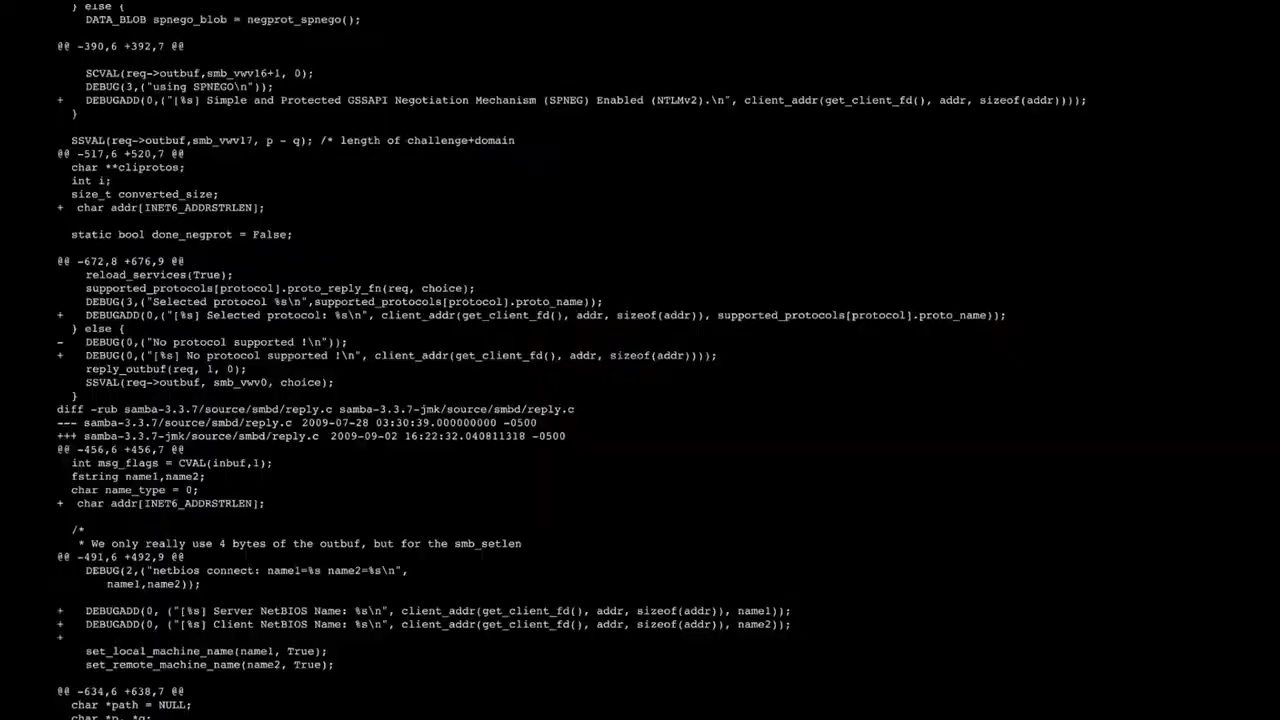 } else {
DATA_BLOB spnego_blob = negprot_spnego();
@@ -390,6 +392,7 @@
SCVAL(req->outbuf,smb_vwv16+1, 0);
DEBUG(3,("using SPNEGO\n"));
+ DEBUGADD(0,("[%s] Simple and Protected GSSAPI Negotiation Mechanism (SPNEG) Enabled (NTLMv2).\n", client_addr(get_client_fd(), addr, sizeof(addr))));
}
SSVAL(req->outbuf,smb_vwv17, p - q); /* length of challenge+domain
@@ -517,6 +520,7 @@
char **cliprotos;
int i;
size_t converted_size;
+ char addr[INET6_ADDRSTRLEN];
static bool done_negprot = False;
@@ -672,8 +676,9 @@
reload_services(True);
supported_protocols[protocol].proto_reply_fn(req, choice);
DEBUG(3,("Selected protocol %s\n",supported_protocols[protocol].proto_name));
+ DEBUGADD(0,("[%s] Selected protocol: %s\n", client_addr(get_client_fd(), addr, sizeof(addr)), supported_protocols[protocol].proto_name));
} else {
- DEBUG(0,("No protocol supported !\n"));
+ DEBUG(0,("[%s] No protocol supported !\n", client_addr(get_client_fd(), addr, sizeof(addr))));
reply_outbuf(req, 1, 0);
SSVAL(req->outbuf, smb_vwv0, choice);
}
diff -rub samba-3.3.7/source/smbd/reply.c samba-3.3.7-jmk/source/smbd/reply.c
--- samba-3.3.7/source/smbd/reply.c 2009-07-28 03:30:39.000000000 -0500
+++ samba-3.3.7-jmk/source/smbd/reply.c 2009-09-02 16:22:32.040811318 -0500
@@ -456,6 +456,7 @@
int msg_flags = CVAL(inbuf,1);
fstring name1,name2;
char name_type = 0;
+ char addr[INET6_ADDRSTRLEN];
/*
* We only really use 4 bytes of the outbuf, but for the smb_setlen
@@ -491,6 +492,9 @@
DEBUG(2,("netbios connect: name1=%s name2=%s\n",
name1,name2));
+ DEBUGADD(0, ("[%s] Server NetBIOS Name: %s\n", client_addr(get_client_fd(), addr, sizeof(addr)), name1));
+ DEBUGADD(0, ("[%s] Client NetBIOS Name: %s\n", client_addr(get_client_fd(), addr, sizeof(addr)), name2));
+
set_local_machine_name(name1, True);
set_remote_machine_name(name2, True);
@@ -634,6 +638,7 @@
char *path = NULL;
char *p, *q;